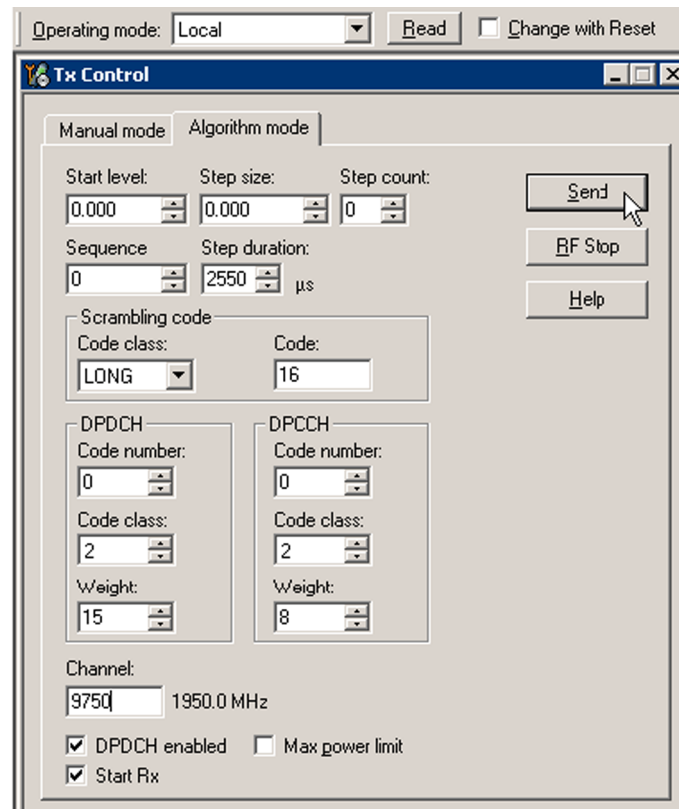 Operating mode: Local Read Change with Reset
Tx Control
Manual mode Algorithm mode
Start level: Step size: Step count:
0.000 0.000 0 Send
Sequence Step duration: RF Stop
0 2550 µs
Help
Scrambling code
Code class: Code:
LONG 16
DPDCH DPCCH
Code number: Code number:
0 0
Code class: Code class:
2 2
Weight: Weight:
15 8
Channel:
9750 1950.0 MHz
DPDCH enabled Max power limit
Start Rx